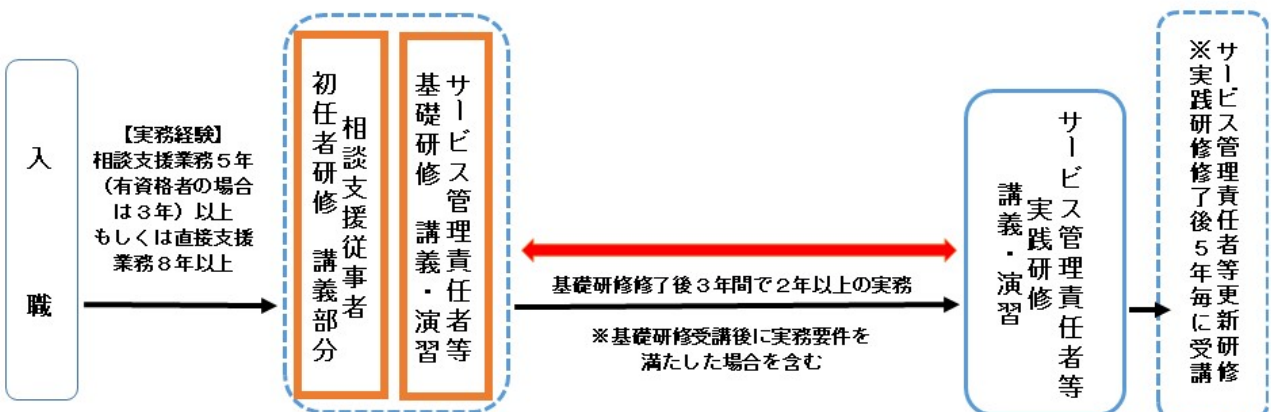 入職
【実務経験】
相談支援業務5年
(有資格者の場合
は3年)以上
もしくは直接支援
業務8年以上
相談支援従事者
初任者研修 講義部分
サービス管理責任者等
基礎研修 講義・演習
基礎研修修了後3年間で2年以上の実務
※基礎研修受講後に実務要件を
満たした場合を含む
サービス管理責任者等
実践研修
講義・演習
サービス管理責任者等更新研修
※実践研修修了後5年毎に受講